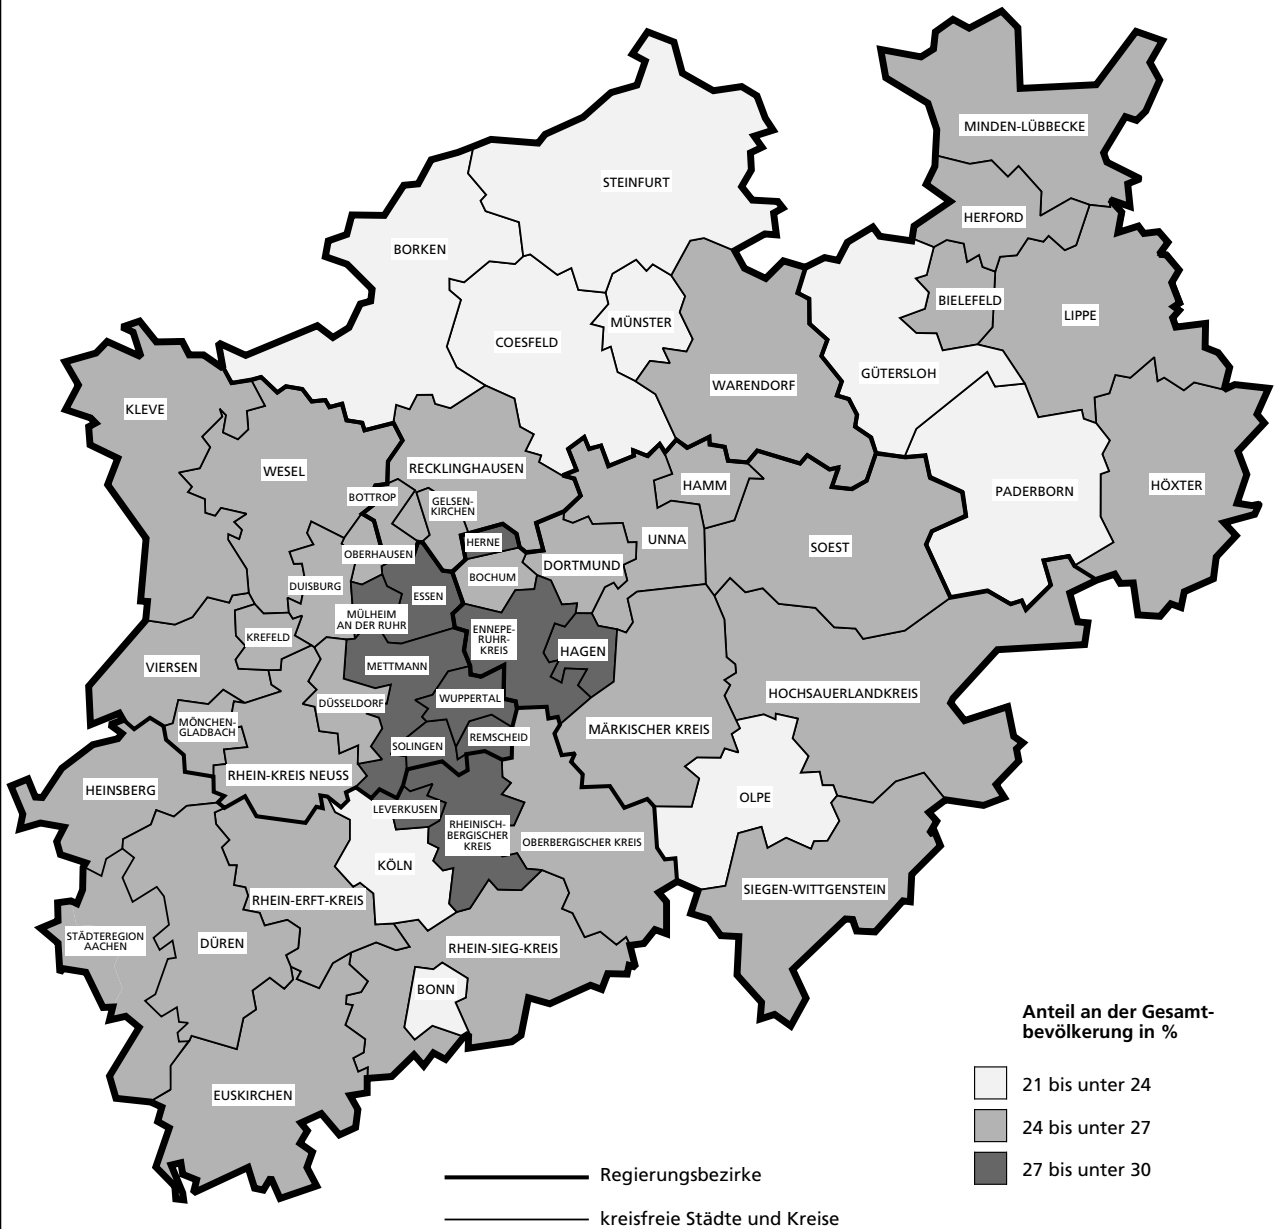 MINDEN-LÜBBECKE
STEINFURT
HERFORD
BORKEN
BIELEFELD
LIPPE
MÜNSTER
COESFELD
GÜTERSLOH
WARENDORF
KLEVE
RECKLINGHAUSEN
WESEL
HAMM
HÖXTER
PADERBORN
BOTTROP
GELSEN-
KIRCHEN
UNNA
HERNE
SOEST
OBERHAUSEN
DORTMUND
BOCHUM
DUISBURG
ESSEN
MÜLHEIM
AN DER RUHR
KREFELD
ENNEPE-
RUHR-
KREIS
HAGEN
VIERSEN
METTMANN
HOCHSAUERLANDKREIS
WUPPERTAL
DÜSSELDORF
MÖNCHEN-
GLADBACH
MÄRKISCHER KREIS
REMSCHEID
SOLINGEN
RHEIN-KREIS NEUSS
HEINSBERG
OLPE
LEVERKUSEN
RHEINISCH-
BERGISCHER
KREIS
OBERBERGISCHER KREIS
KÖLN
SIEGEN-WITTGENSTEIN
RHEIN-ERFT-KREIS
STÄDTEREGION
AACHEN
DÜREN
RHEIN-SIEG-KREIS
BONN
EUSKIRCHEN
Anteil an der Gesamt-
bevölkerung in %
21 bis unter 24
24 bis unter 27
27 bis unter 30
Regierungsbezirke
kreisfreie Städte und Kreise